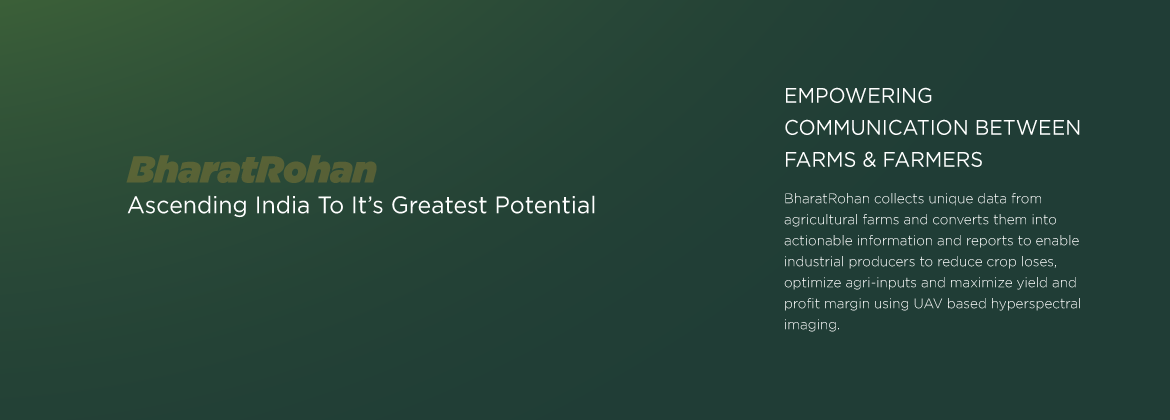 BharatRohan
Ascending India To It’s Greatest Potential
EMPOWERING
COMMUNICATION BETWEEN
FARMS & FARMERS
BharatRohan collects unique data from
agricultural farms and converts them into
actionable information and reports to enable
industrial producers to reduce crop loses,
optimize agri-inputs and maximize yield and
profit margin using UAV based hyperspectral
imaging.